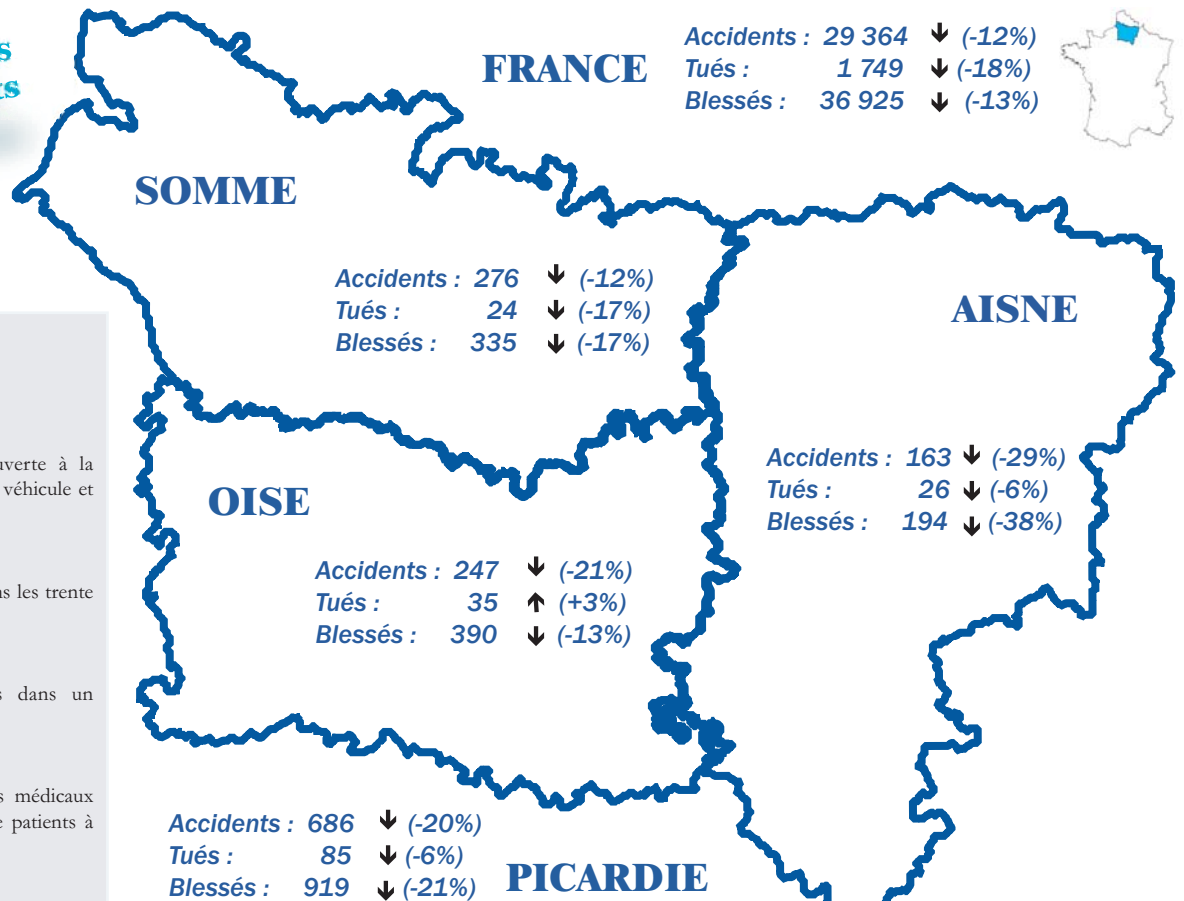 FRANCE
Accidents : 29 364 ↓ (-12%)
Tués : 1 749 ↓ (-18%)
Blessés : 36 925 ↓ (-13%)
SOMME
Accidents : 276 ↓ (-12%)
Tués : 24 ↓ (-17%)
Blessés : 335 ↓ (-17%)
AISNE
Accidents : 163 ↓ (-29%)
Tués : 26 ↓ (-6%)
Blessés : 194 ↓ (-38%)
OISE
Accidents : 247 ↓ (-21%)
Tués : 35 ↑ (+3%)
Blessés : 390 ↓ (-13%)
à la
véhicule et
les trente
dans un
médicaux
patients à
Accidents : 686 ↓ (-20%)
Tués : 85 ↓ (-6%)
Blessés : 919 ↓ (-21%)
PICARDIE